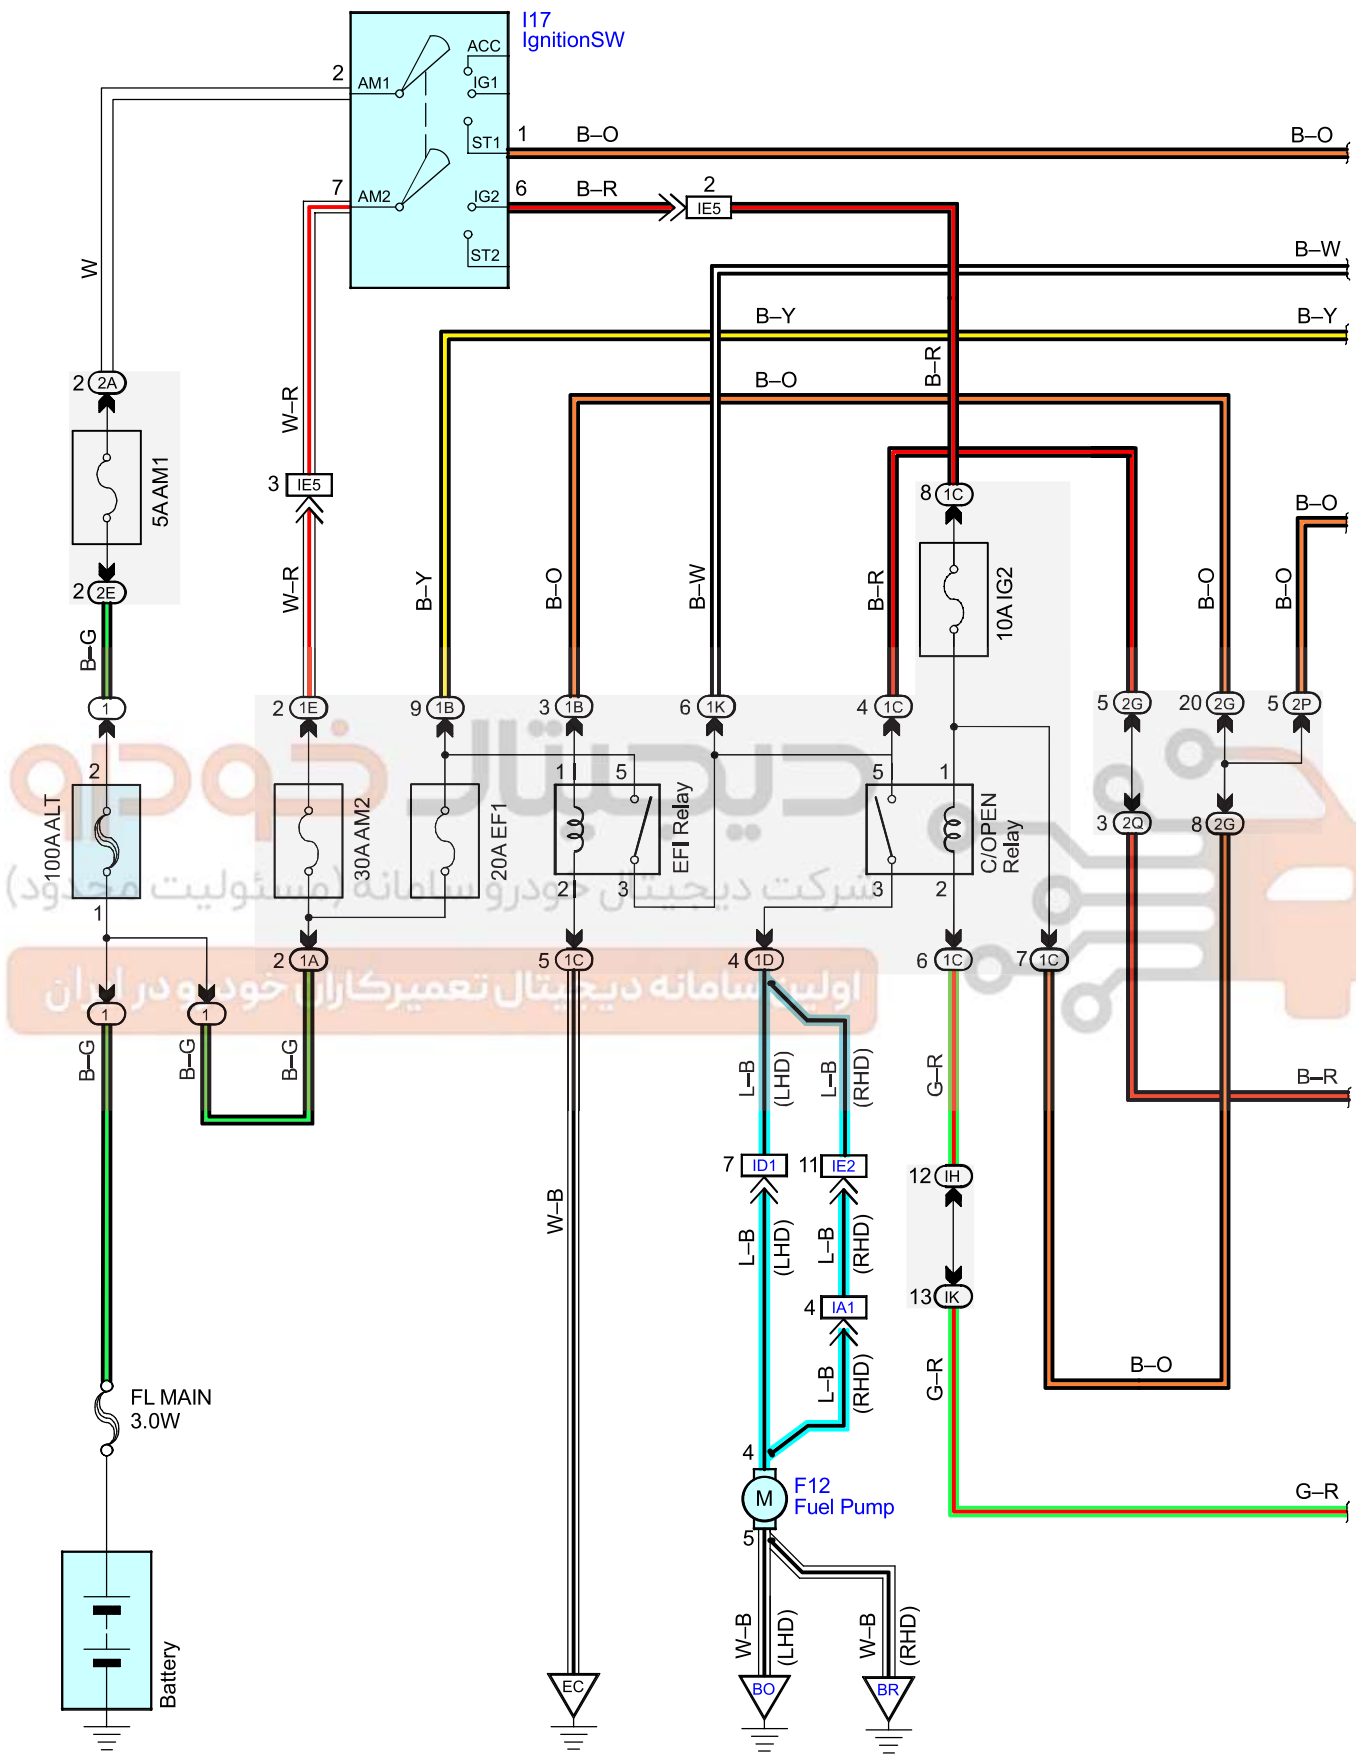 I17
IgnitionSW
2
AM1
ACC
IG1
ST1
1
B–O
B–O
7
AM2
IG2
6
B–R
2
IE5
ST2
W
B–W
B–Y
B–Y
B–R
B–O
2
2A
W–R
5A AM1
3
IE5
8
1C
B–O
2
2E
W–R
B–Y
B–O
B–W
B–R
10A IG2
B–O
B–O
B–G
1
2
1E
9
1B
3
1B
6
1K
4
1C
5
2G
20
2G
5
2P
دیجیتال خودرو
2
100A ALT
1
30A AM2
20A EF1
1
5
EFI Relay
2
3
5
1
C/OPEN
Relay
3
2
3
2Q
8
2G
شرکت دیجیتال خودرو سامانه (مسئولیت محدود)
2
1A
5
1C
4
1D
6
1C
7
1C
اولین سامانه دیجیتال تعمیرکاران خودرو در ایران
1
1
B–G
B–G
B–G
L–B
(LHD)
L–B
(RHD)
G–R
B–R
7
ID1
11
IE2
12
IH
W–B
L–B
(LHD)
L–B
(RHD)
13
IK
4
IA1
L–B
(RHD)
G–R
B–O
FL MAIN
3.0W
4
M
F12
Fuel Pump
5
G–R
Battery
W–B
(LHD)
W–B
(RHD)
EC
BO
BR